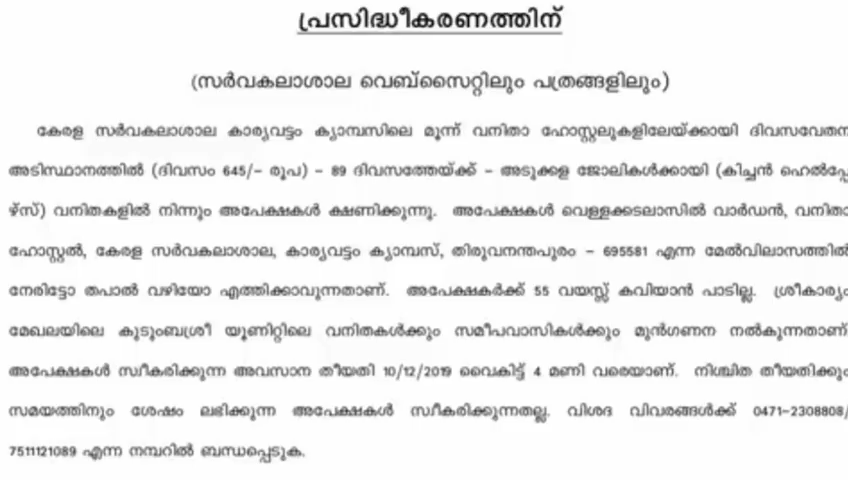 പ്രസിദ്ധീകരണത്തിന്
(സർവകലാശാല വെബ്സൈറ്റിലും പത്രങ്ങളിലും)
കേരള സർവകലാശാല കാര്യവട്ടം ക്യാമ്പസിലെ മൂന്ന് വനിതാ ഹോസ്റ്റലുകളിലേയ്ക്കായി ദിവസവേതന
അടിസ്ഥാനത്തിൽ (ദിവസം 645/- രൂപ) - 89 ദിവസത്തേയ്ക്ക് - അടുക്കള ജോലികൾക്കായി (കിച്ചൻ ഹെൽപ്പേ
ഴ്സ്) വനിതകളിൽ നിന്നും അപേക്ഷകൾ ക്ഷണിക്കുന്നു. അപേക്ഷകൾ വെള്ളക്കടലാസിൽ വാർഡൻ, വനിതാ
ഹോസ്റ്റൽ, കേരള സർവകലാശാല, കാര്യവട്ടം ക്യാമ്പസ്, തിരുവനന്തപുരം - 695581 എന്ന മേൽവിലാസത്തിൽ
നേരിട്ടോ തപാൽ വഴിയോ എത്തിക്കാവുന്നതാണ്. അപേക്ഷകർക്ക് 55 വയസ്സ് കവിയാൻ പാടില്ല. ശ്രീകാര്യം
മേഖലയിലെ കുടുംബശ്രീ യൂണിറ്റിലെ വനിതകൾക്കും സമീപവാസികൾക്കും മുൻഗണന നൽകുന്നതാണ്.
അപേക്ഷകൾ സ്വീകരിക്കുന്ന അവസാന തീയതി 10/12/2019 വൈകിട്ട് 4 മണി വരെയാണ്. നിശ്ചിത തീയതിക്കും
സമയത്തിനും ശേഷം ലഭിക്കുന്ന അപേക്ഷകൾ സ്വീകരിക്കുന്നതല്ല. വിശദ വിവരങ്ങൾക്ക് 0471-2308808/
7511121089 എന്ന നമ്പറിൽ ബന്ധപ്പെടുക.